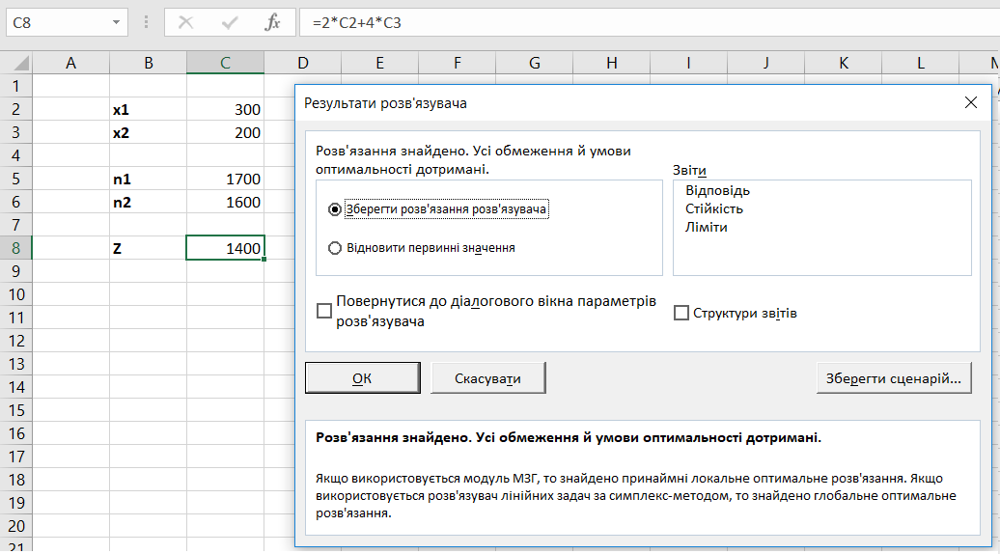 C8 fx =2*C2+4*C3
A B C D E F G H I J K L
1
2 x1 300
3 x2 200
4
5 n1 1700
6 n2 1600
7
8 Z 1400
9
10
11
12
13
14
15
16
17
18
19
20
21
Результати розв'язувача
Розв'язання знайдено. Усі обмеження й умови
оптимальності дотримані.
Зберегти розв'язання розв'язувача
Відновити первинні значення
Звіти
Відповідь
Стійкість
Ліміти
Повернутися до діалогового вікна параметрів
розв'язувача
Структури звітів
ОК Скасувати Зберегти сценарій...
Розв'язання знайдено. Усі обмеження й умови оптимальності дотримані.
Якщо використовується модуль МЗГ, то знайдено принаймні локальне оптимальне розв'язання. Якщо
використовується розв'язувач лінійних задач за симплекс-методом, то знайдено глобальне оптимальне
розв'язання.